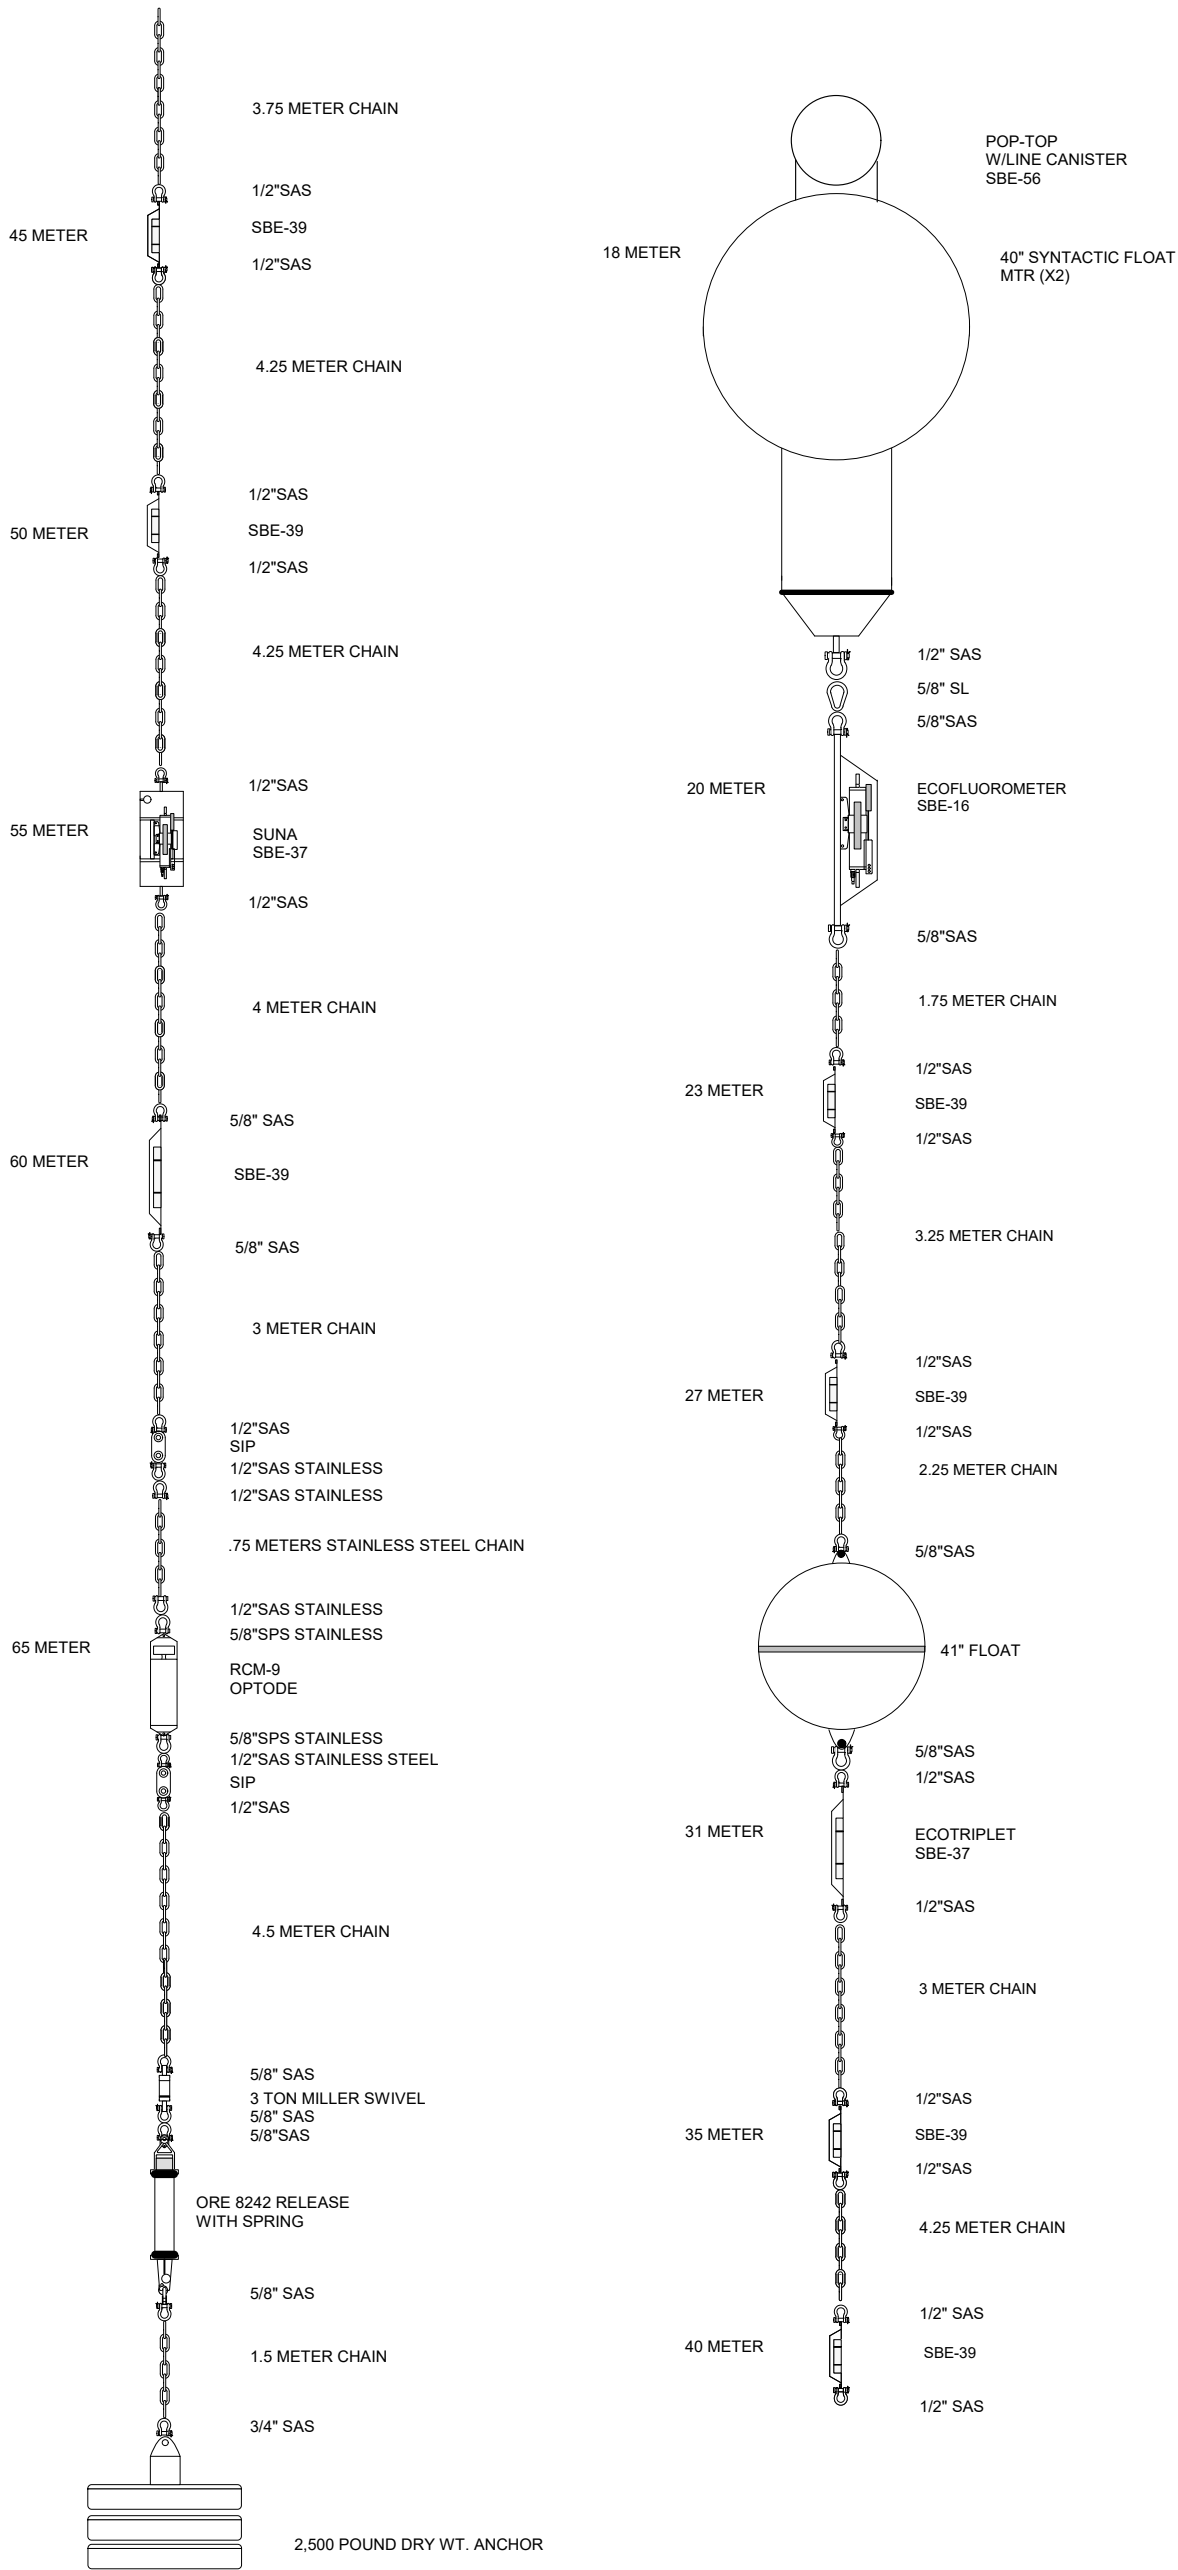 3.75 METER CHAIN
1/2"SAS
45 METER
SBE-39
1/2"SAS
4.25 METER CHAIN
1/2"SAS
50 METER
SBE-39
1/2"SAS
4.25 METER CHAIN
1/2"SAS
55 METER
SUNA
SBE-37
1/2"SAS
4 METER CHAIN
5/8" SAS
60 METER
SBE-39
5/8" SAS
3 METER CHAIN
1/2"SAS
SIP
1/2"SAS STAINLESS
1/2"SAS STAINLESS
.75 METERS STAINLESS STEEL CHAIN
1/2"SAS STAINLESS
5/8"SPS STAINLESS
65 METER
RCM-9
OPTODE
5/8"SPS STAINLESS
1/2"SAS STAINLESS STEEL
SIP
1/2"SAS
4.5 METER CHAIN
5/8" SAS
3 TON MILLER SWIVEL
5/8" SAS
5/8"SAS
ORE 8242 RELEASE
WITH SPRING
5/8" SAS
1.5 METER CHAIN
3/4" SAS
2,500 POUND DRY WT. ANCHOR
POP-TOP
W/LINE CANISTER
SBE-56
18 METER
40" SYNTACTIC FLOAT
MTR (X2)
1/2" SAS
5/8" SL
5/8"SAS
20 METER
ECOFLUOROMETER
SBE-16
5/8"SAS
1.75 METER CHAIN
1/2"SAS
23 METER
SBE-39
1/2"SAS
3.25 METER CHAIN
1/2"SAS
27 METER
SBE-39
1/2"SAS
2.25 METER CHAIN
5/8"SAS
41" FLOAT
5/8"SAS
1/2"SAS
31 METER
ECOTRIPLET
SBE-37
1/2"SAS
3 METER CHAIN
1/2"SAS
35 METER
SBE-39
1/2"SAS
4.25 METER CHAIN
1/2" SAS
40 METER
SBE-39
1/2" SAS